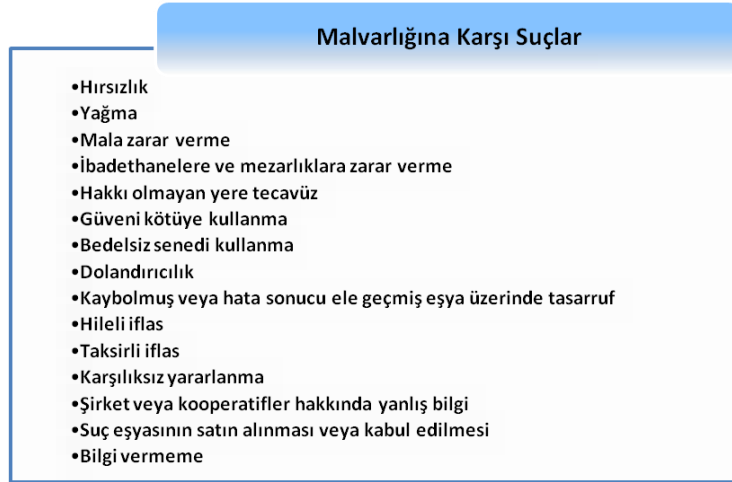 Malvarlığına Karşı Suçlar
•Hırsızlık
•Yağma
•Mala zarar verme
•İbadethanelere ve mezarlıklara zarar verme
•Hakkı olmayan yere tecavüz
•Güveni kötüye kullanma
•Bedelsiz senedi kullanma
•Dolandırıcılık
•Kaybolmuş veya hata sonucu ele geçmiş eşya üzerinde tasarruf
•Hileli iflas
•Taksirli iflas
•Karşılıksız yararlanma
•Şirket veya kooperatifler hakkında yanlış bilgi
•Suç eşyasının satın alınması veya kabul edilmesi
•Bilgi vermeme